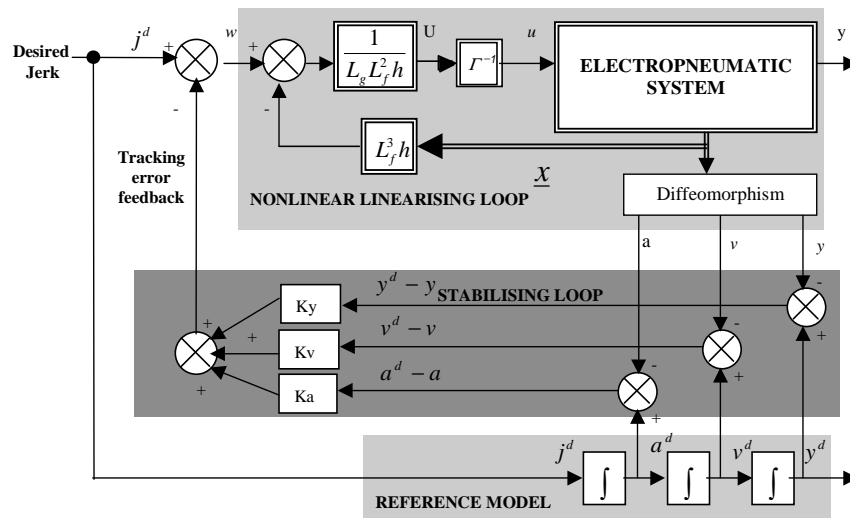 Desired
Jerk
j^d
+
-
w
+
-
1
L_g L_f^2 h
U
Γ^-1
u
ELECTROPNEUMATIC
SYSTEM
y
L_f^3 h
x
Tracking
error
feedback
NONLINEAR LINEARISING LOOP
Diffeomorphism
a
v
y
y^d − y
STABILISING LOOP
-
+
Ky
+
v^d − v
-
+
Kv
+
a^d − a
-
+
Ka
+
j^d
∫
a^d
∫
v^d
∫
y^d
REFERENCE MODEL